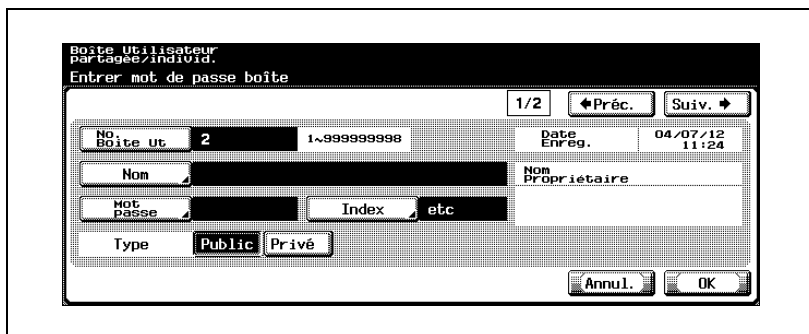 Boîte Utilisateur
partagée/individ.
Entrer mot de passe boîte
1/2 Préc. Suiv.
No.
Boite Ut 2 1~999999998
Date
Enreg. 04/07/12
11:24
Nom
Nom
Propriétaire
Mot
passe
Index etc
Type Public Privé
Annul. OK